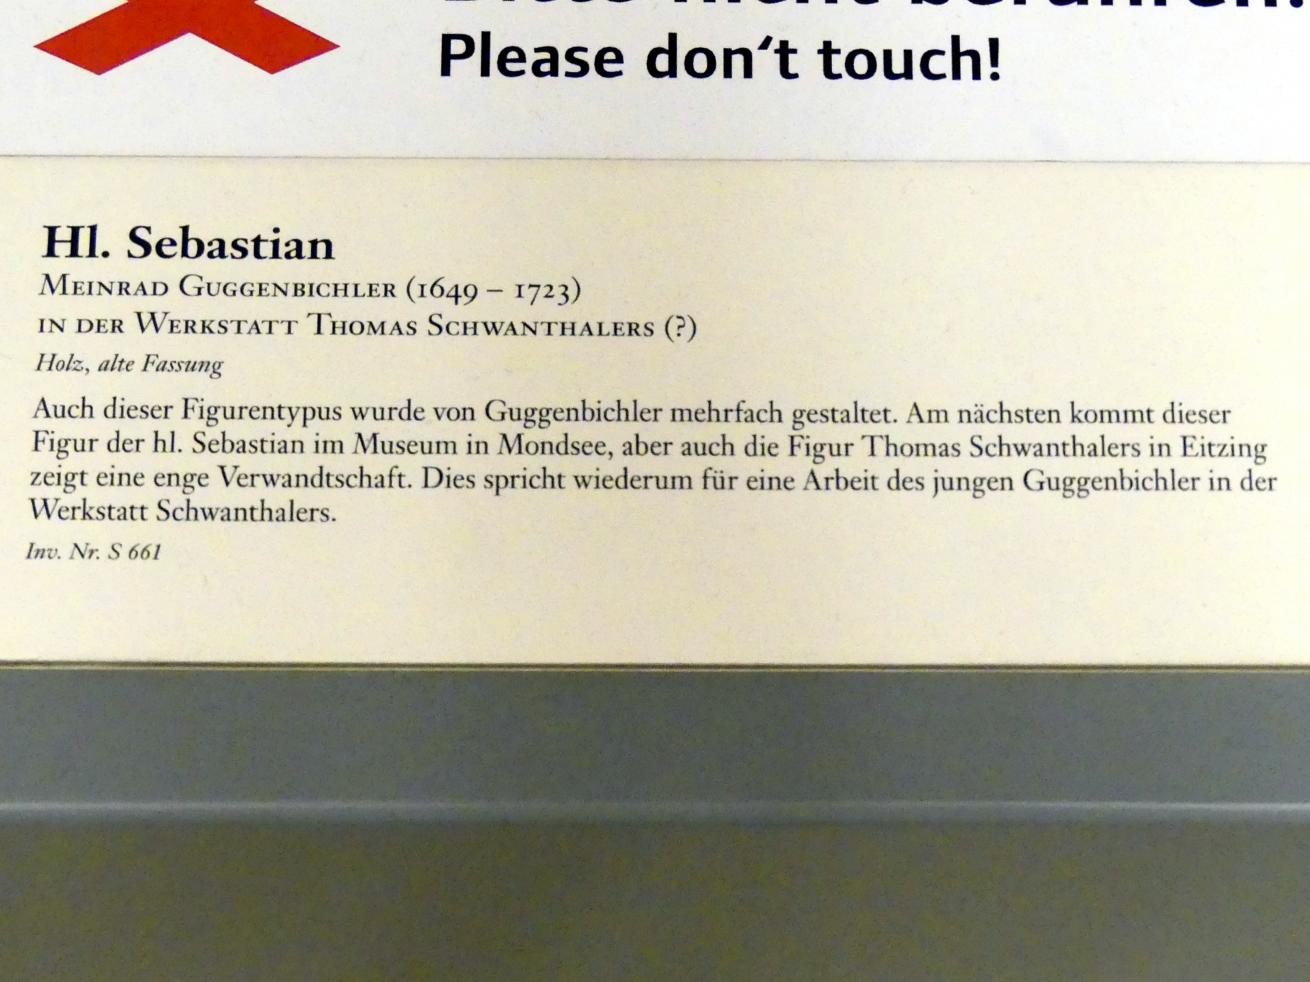 Bitte nicht berühren!
Please don‘t touch!
Hl. Sebastian
Meinrad Guggenbichler (1649 – 1723)
in der Werkstatt Thomas Schwanthalers (?)
Holz, alte Fassung
Auch dieser Figurentypus wurde von Guggenbichler mehrfach gestaltet. Am nächsten kommt dieser
Figur der hl. Sebastian im Museum in Mondsee, aber auch die Figur Thomas Schwanthalers in Eitzing
zeigt eine enge Verwandtschaft. Dies spricht wiederum für eine Arbeit des jungen Guggenbichler in der
Werkstatt Schwanthalers.
Inv. Nr. S 661